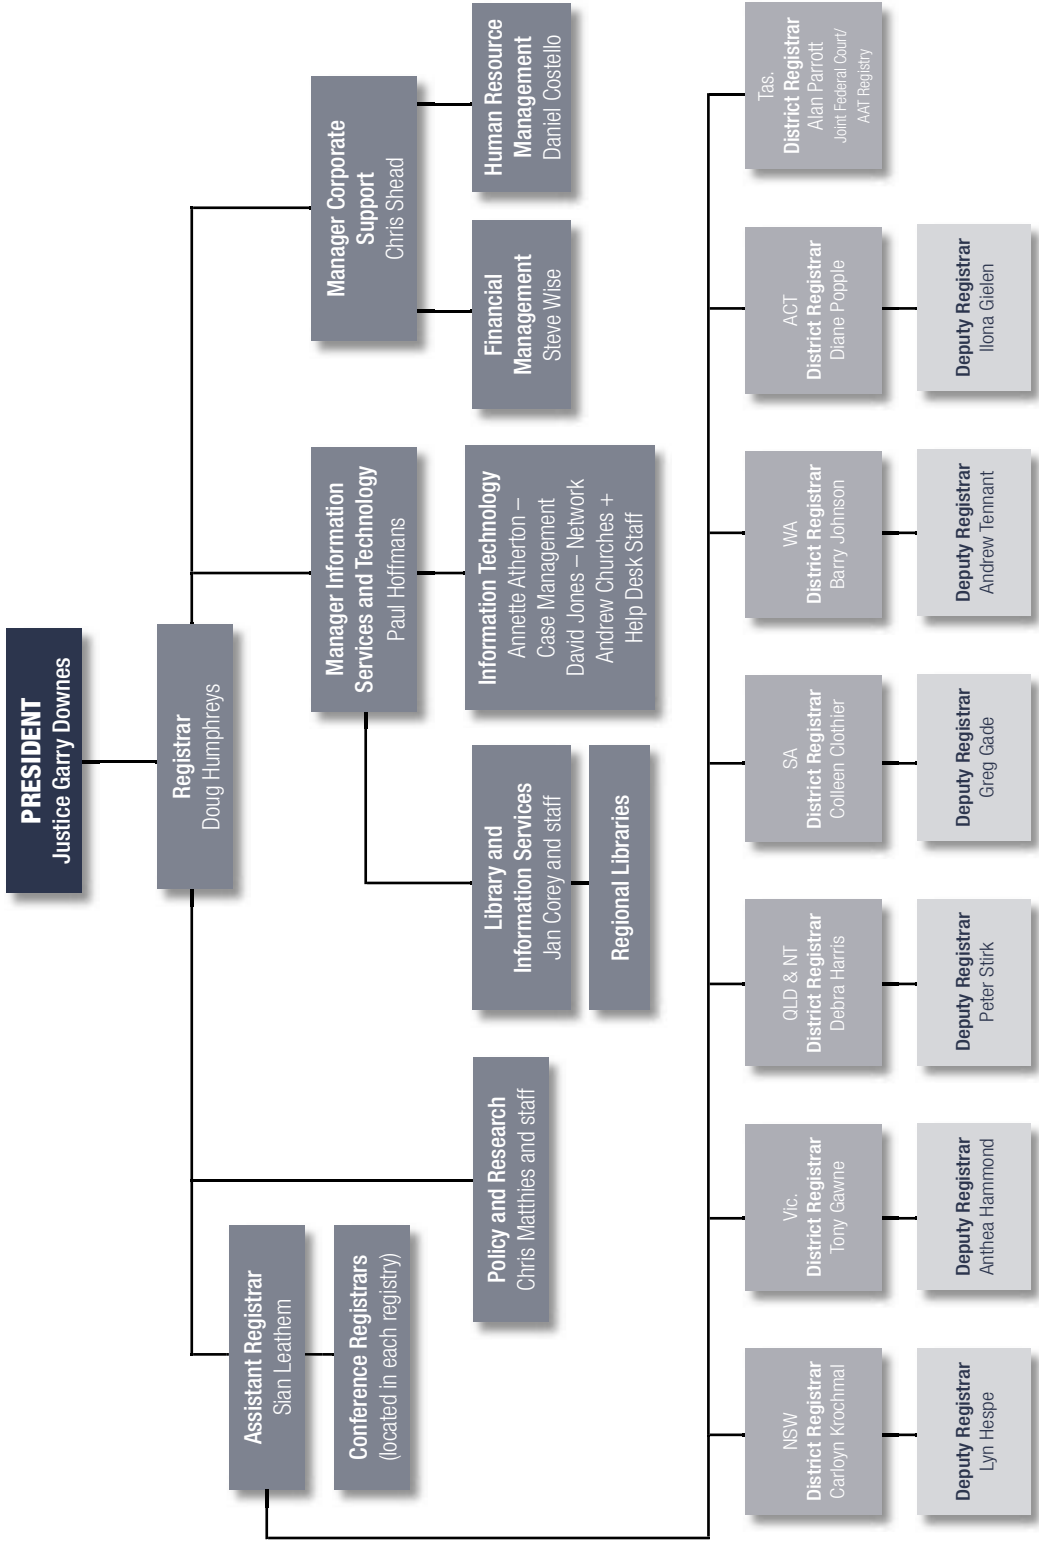 PRESIDENT
Justice Garry Downes
Registrar
Doug Humphreys
Assistant Registrar
Sian Leathem
Conference Registrars
(located in each registry)
Policy and Research
Chris Matthies and staff
Manager Information
Services and Technology
Paul Hoffmans
Library and
Information Services
Jan Corey and staff
Regional Libraries
Information Technology
Annette Atherton –
Case Management
David Jones – Network
Andrew Churches +
Help Desk Staff
Manager Corporate
Support
Chris Shead
Financial
Management
Steve Wise
Human Resource
Management
Daniel Costello
NSW
District Registrar
Carloyn Krochmal
Deputy Registrar
Lyn Hespe
Vic.
District Registrar
Tony Gawne
Deputy Registrar
Anthea Hammond
QLD & NT
District Registrar
Debra Harris
Deputy Registrar
Peter Stirk
SA
District Registrar
Colleen Clothier
Deputy Registrar
Greg Gade
WA
District Registrar
Barry Johnson
Deputy Registrar
Andrew Tennant
ACT
District Registrar
Diane Popple
Deputy Registrar
Ilona Gielen
Tas.
District Registrar
Alan Parrott
Joint Federal Court/
AAT Registry